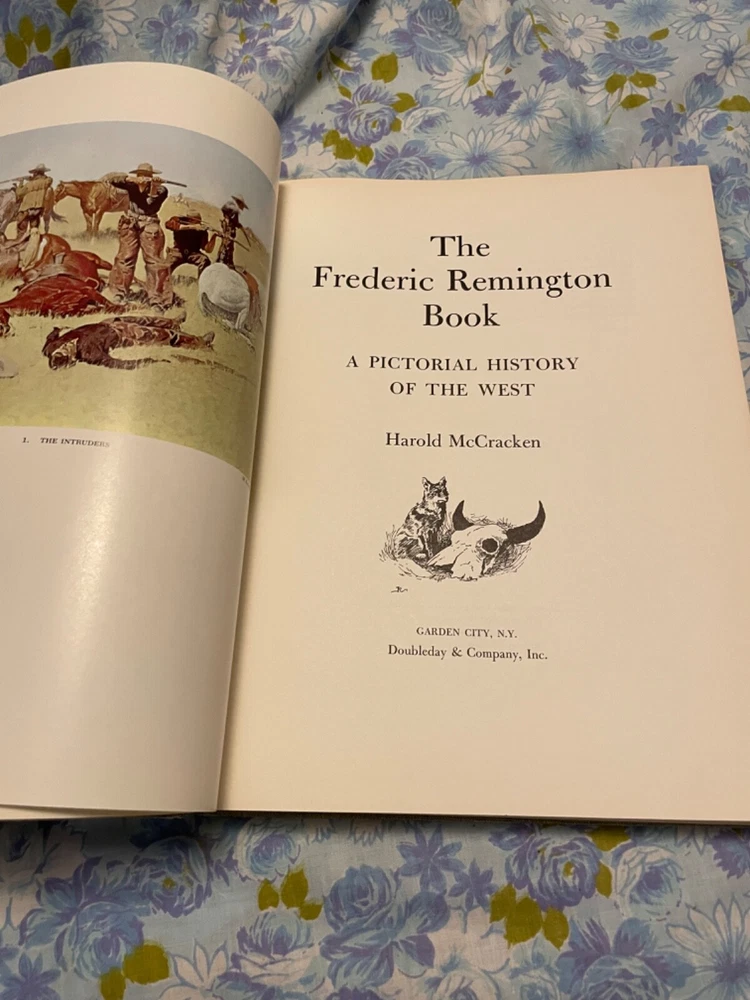 1. THE INTRUDERS
The
Frederic Remington
Book
A PICTORIAL HISTORY
OF THE WEST
Harold McCracken
GARDEN CITY, N.Y.
Doubleday & Company, Inc.